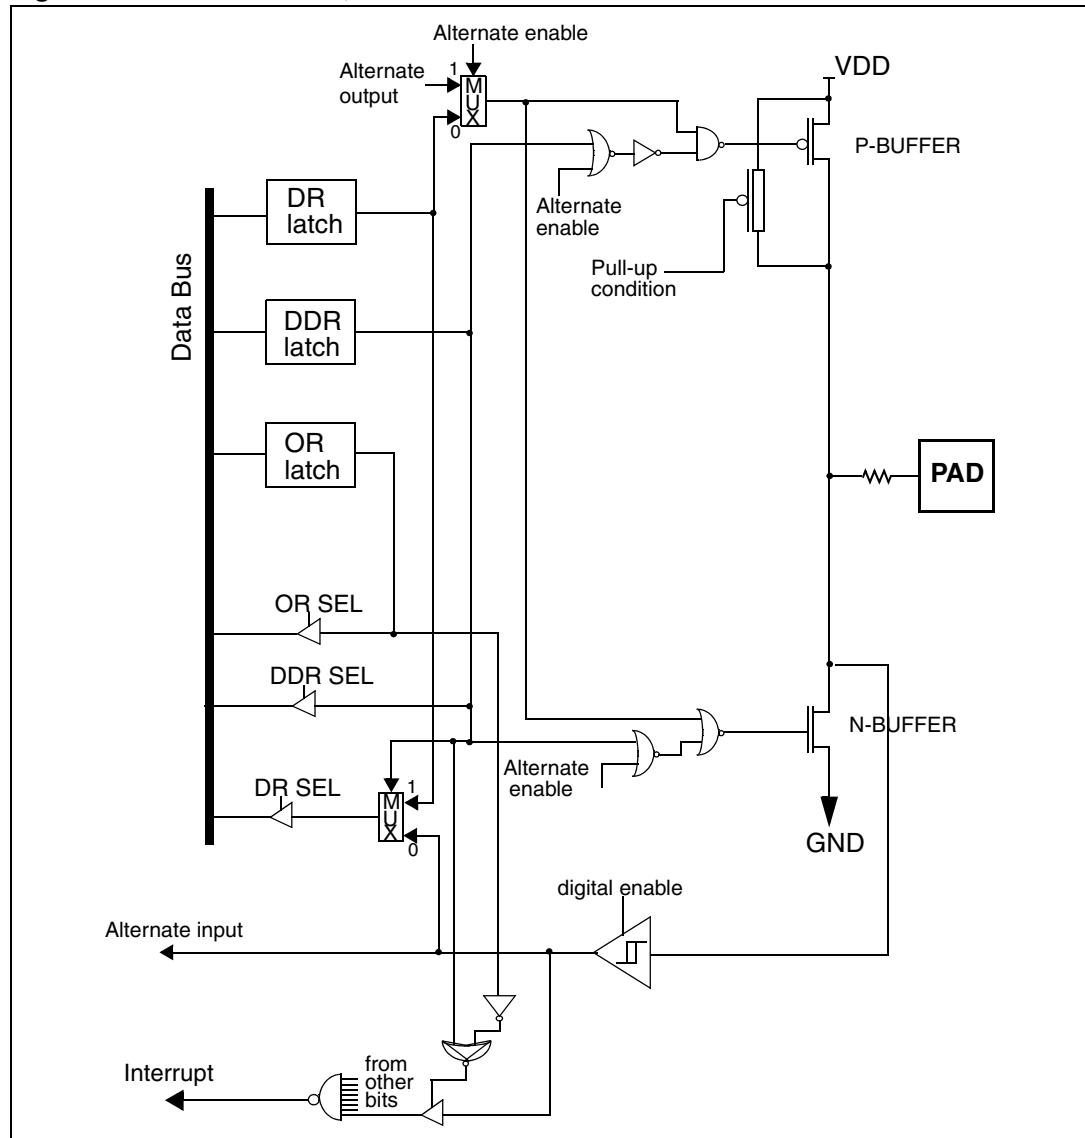 Alternate enable
Alternate
output
1
MUX
0
VDD
P-BUFFER
DR
latch
Alternate
enable
Pull-up
condition
Data Bus
DDR
latch
OR
latch
PAD
OR SEL
DDR SEL
N-BUFFER
Alternate
enable
DR SEL
1
MUX
0
GND
digital enable
Alternate input
from
other
bits
Interrupt